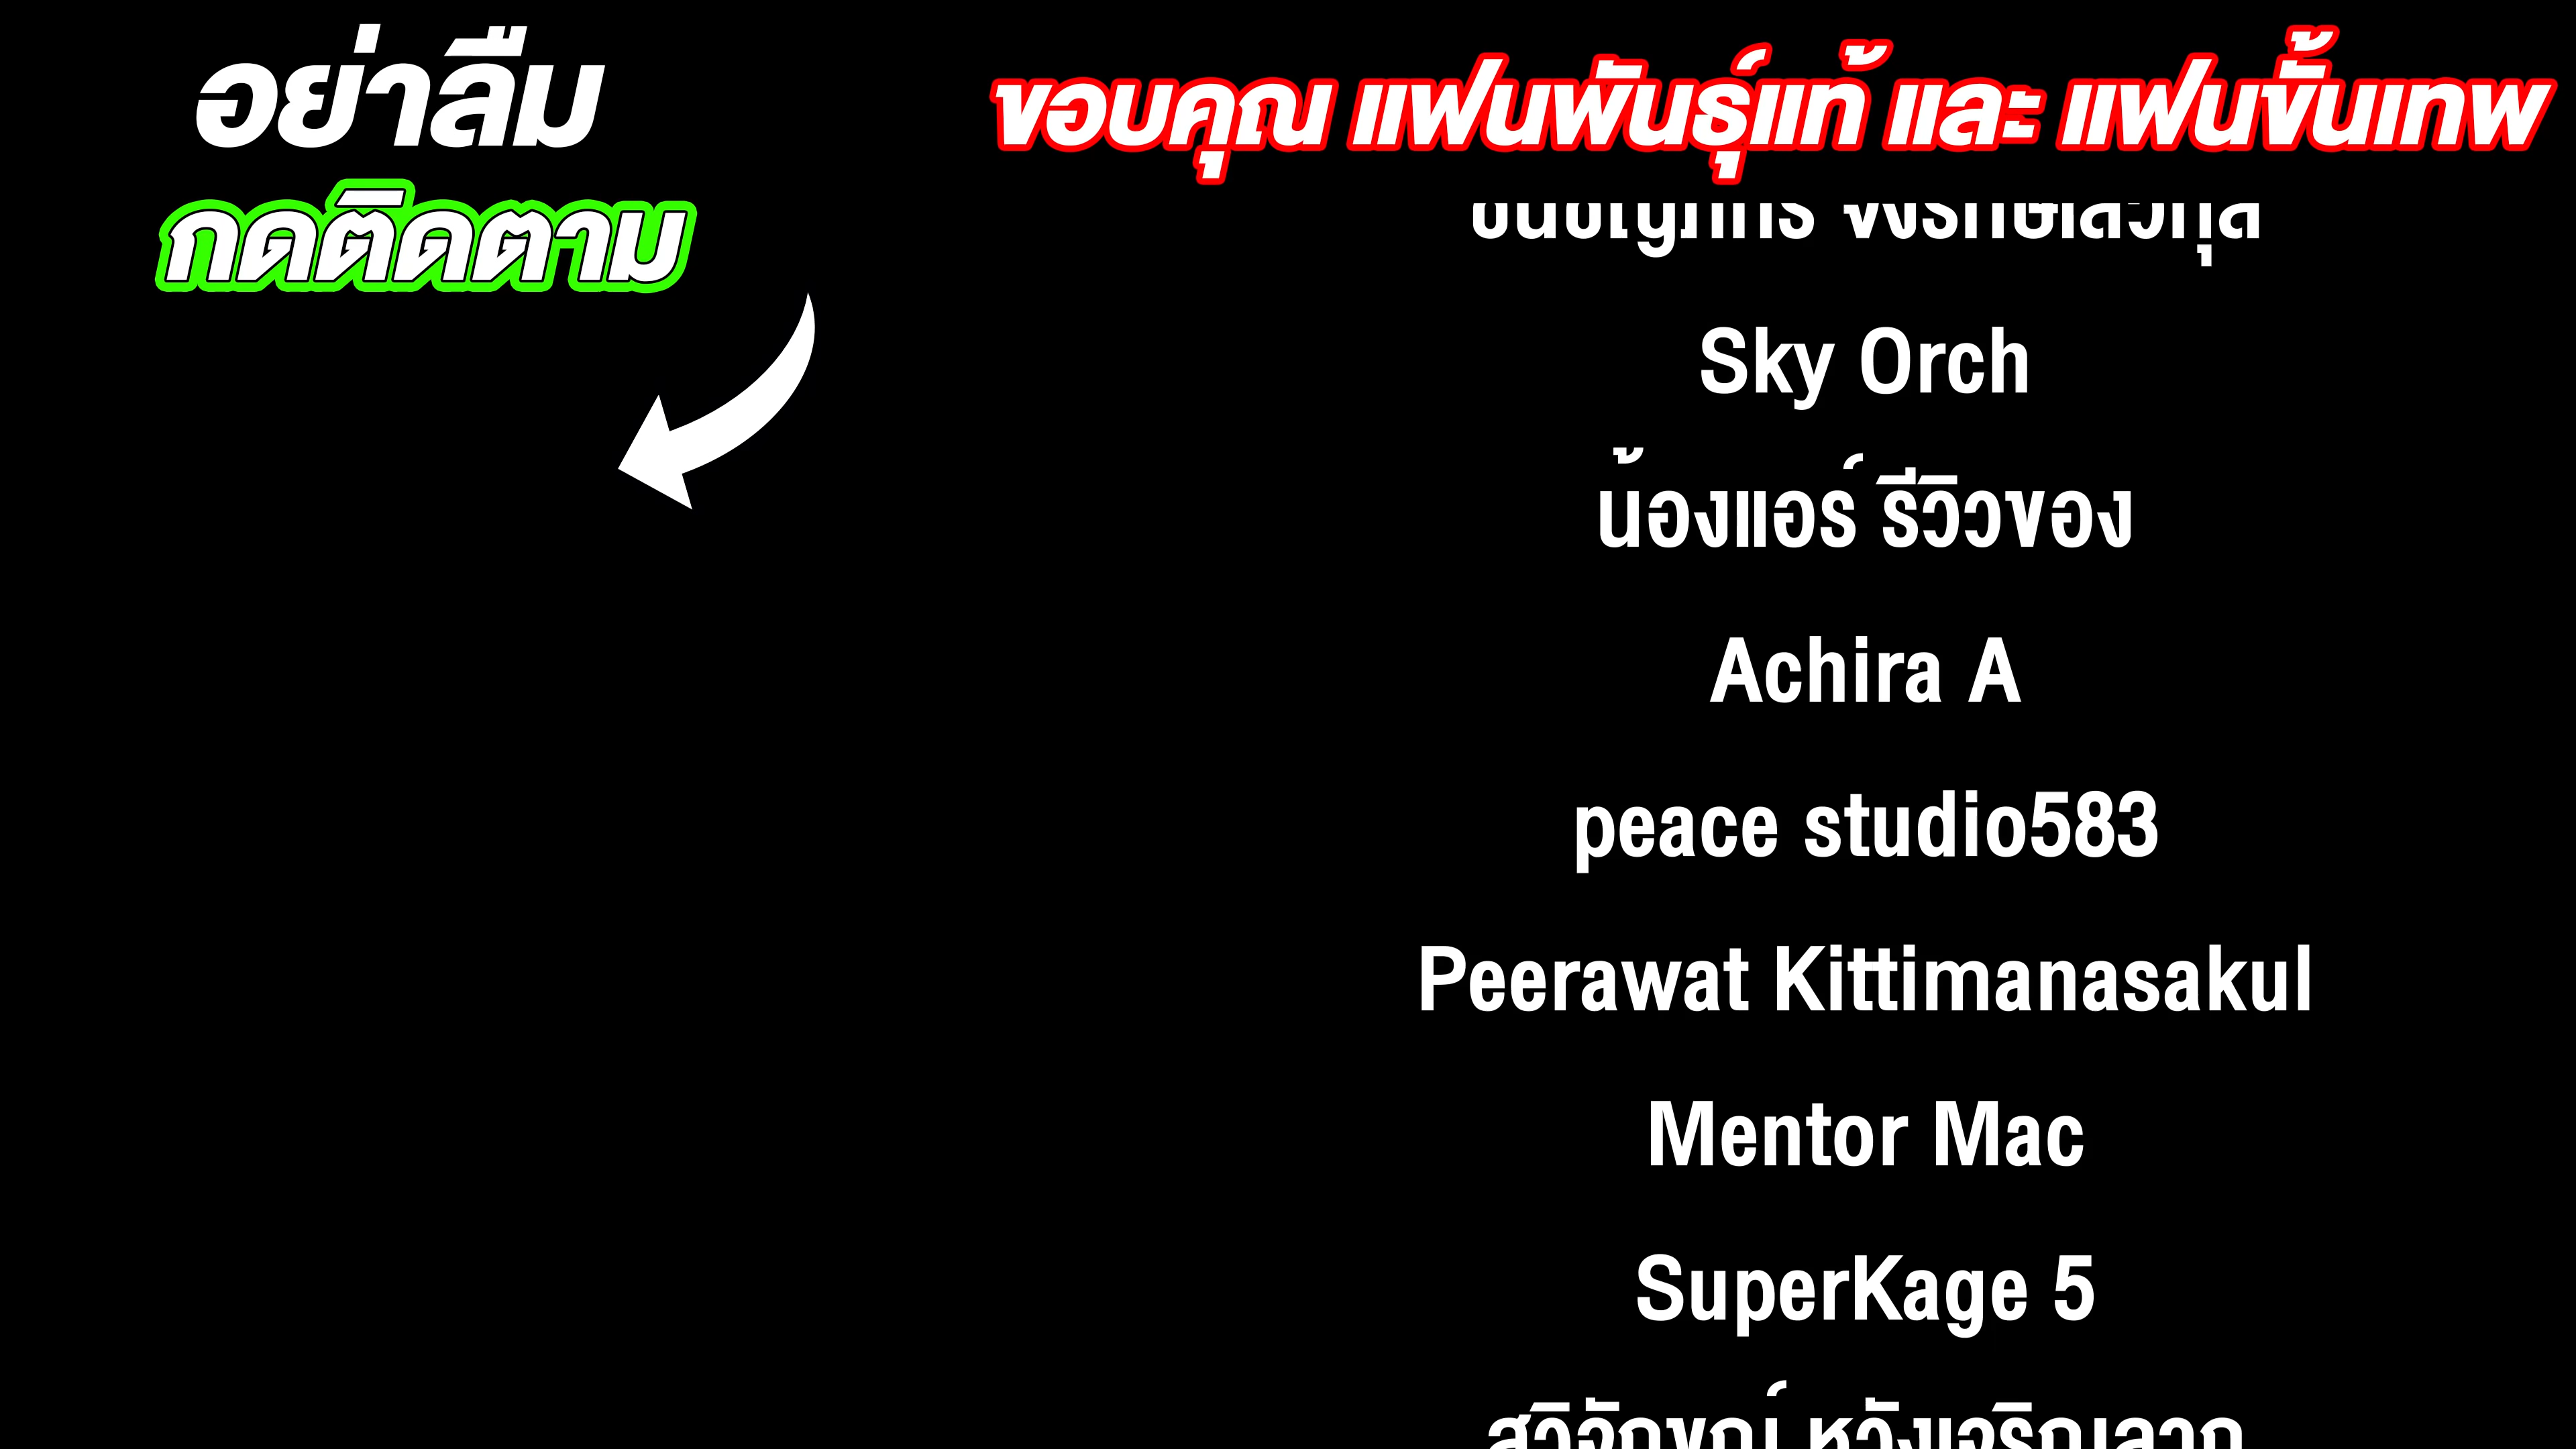 อย่าลืม
กดติดตาม
ขอบคุณ แฟนพันธุ์แท้ และ แฟนขั้นเทพ
Sky Orch
น้องแอร์ รีวิวของ
Achira A
peace studio583
Peerawat Kittimanasakul
Mentor Mac
SuperKage 5